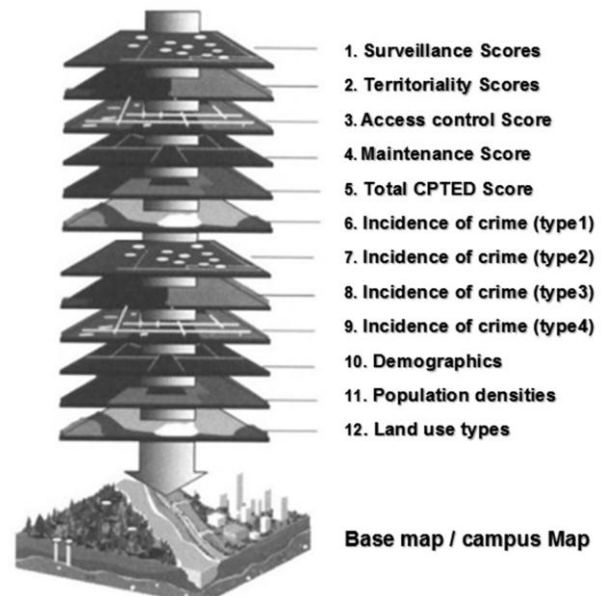 1. Surveillance Scores
2. Territoriality Scores
3. Access control Score
4. Maintenance Score
5. Total CPTED Score
6. Incidence of crime (type1)
7. Incidence of crime (type2)
8. Incidence of crime (type3)
9. Incidence of crime (type4)
10. Demographics
11. Population densities
12. Land use types
Base map / campus Map